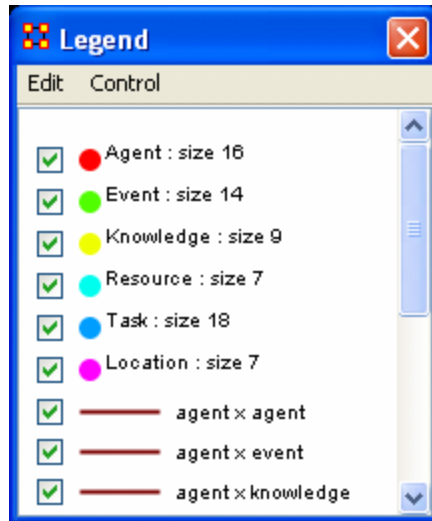 Legend
Edit Control
Agent : size 16
Event : size 14
Knowledge : size 9
Resource : size 7
Task : size 18
Location : size 7
agent x agent
agent x event
agent x knowledge